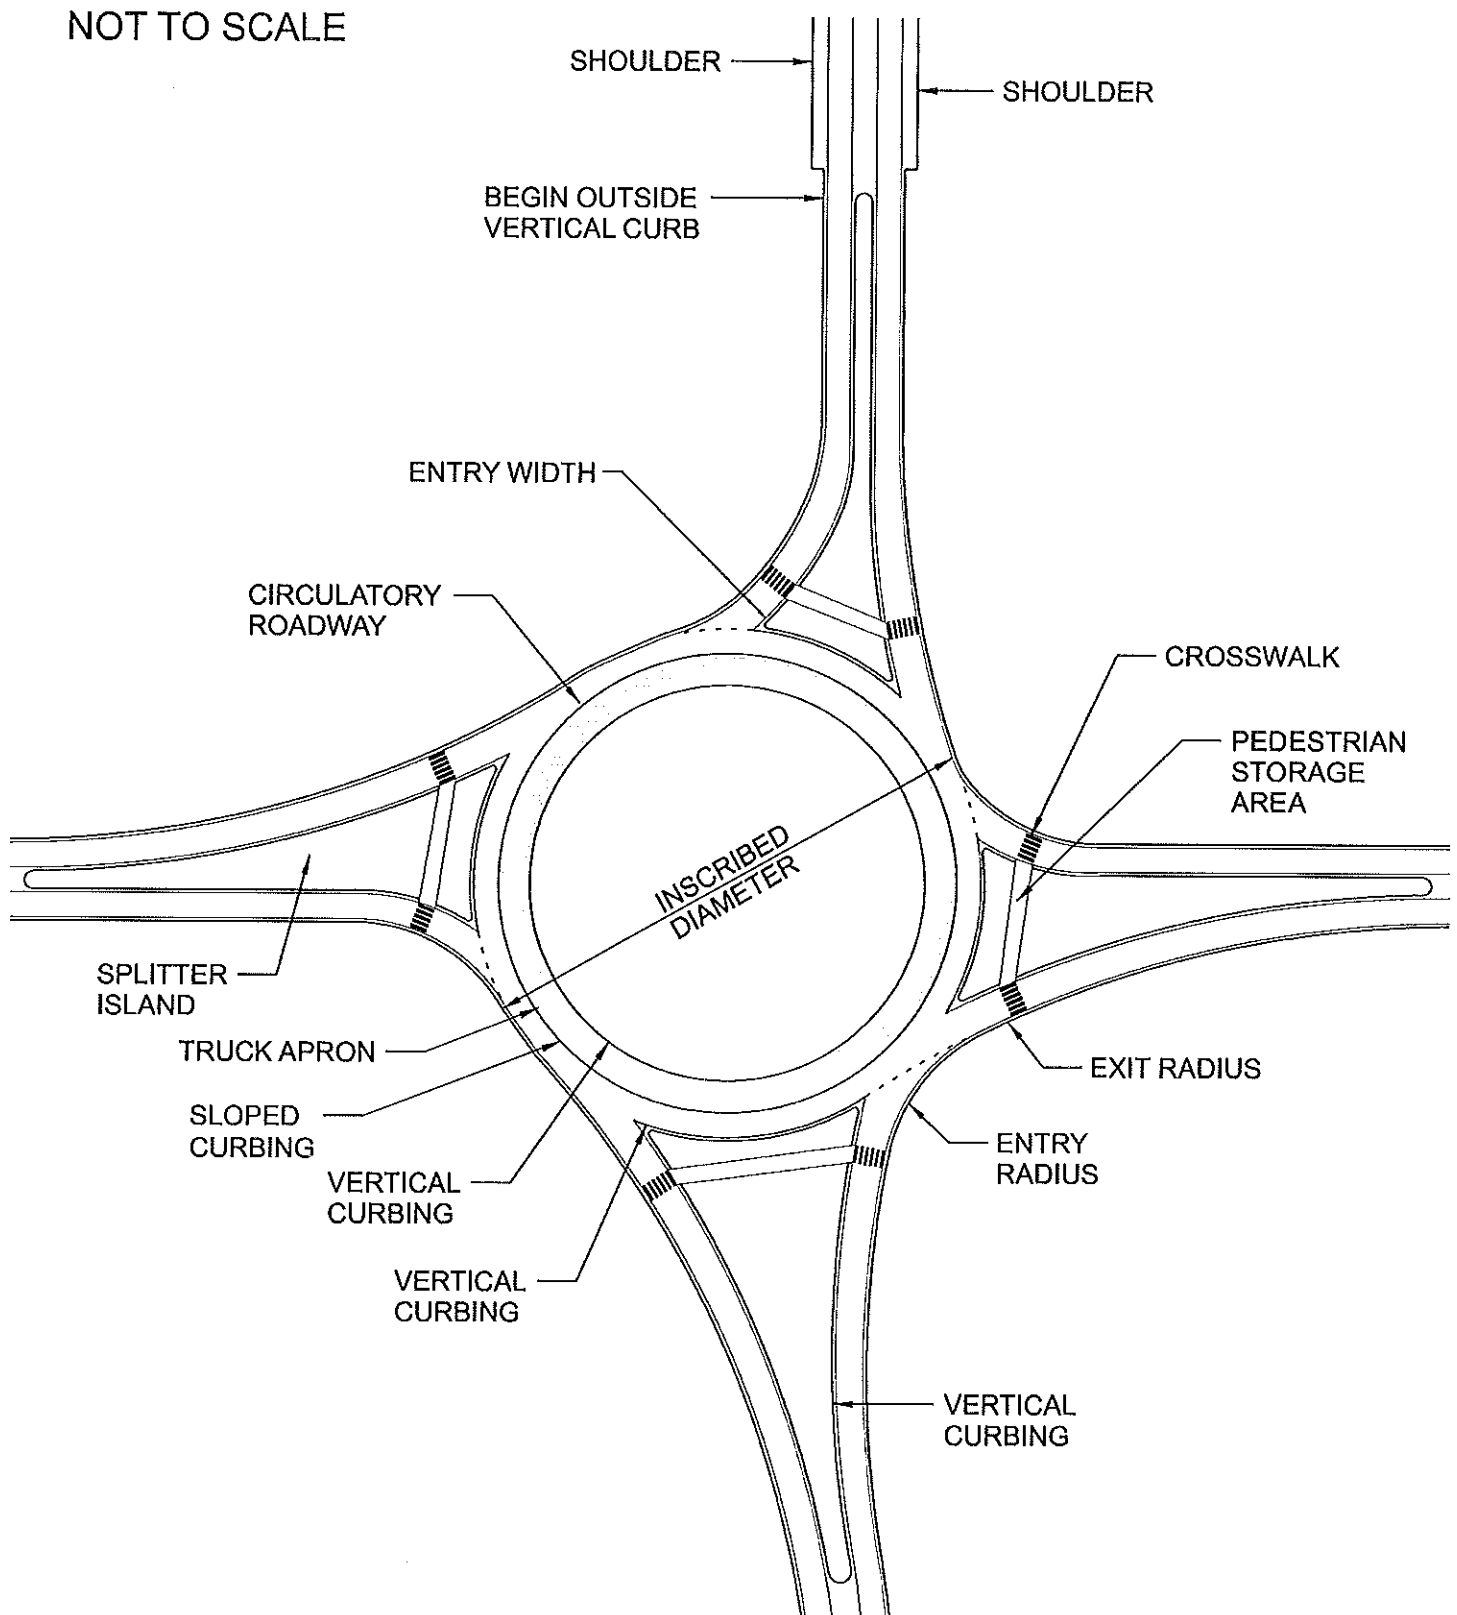 NOT TO SCALE
SHOULDER
SHOULDER
BEGIN OUTSIDE
VERTICAL CURB
ENTRY WIDTH
CIRCULATORY
ROADWAY
CROSSWALK
PEDESTRIAN
STORAGE
AREA
INSCRIBED
DIAMETER
SPLITTER
ISLAND
TRUCK APRON
EXIT RADIUS
SLOPED
CURBING
ENTRY
RADIUS
VERTICAL
CURBING
VERTICAL
CURBING
VERTICAL
CURBING